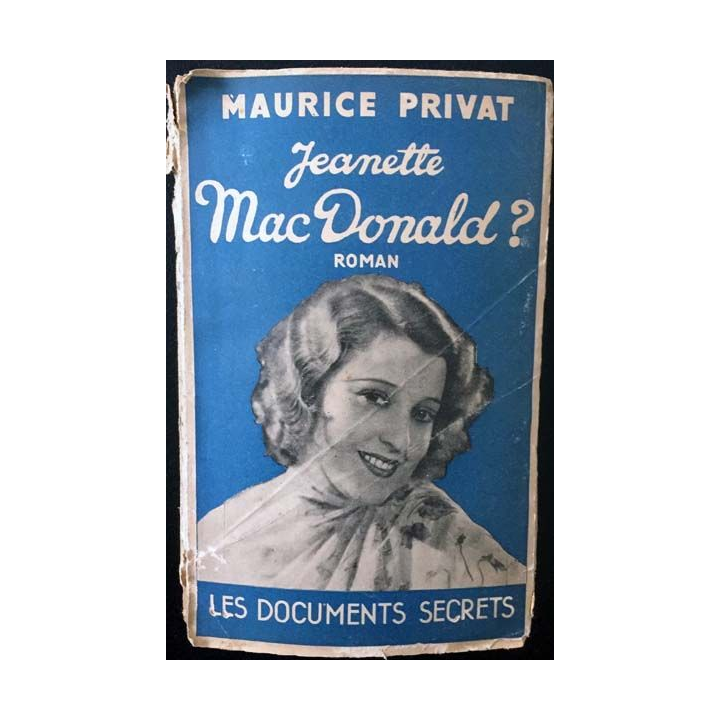 MAURICE PRIVAT
Jeanette
MacDonald?
ROMAN
LES DOCUMENTS SECRETS